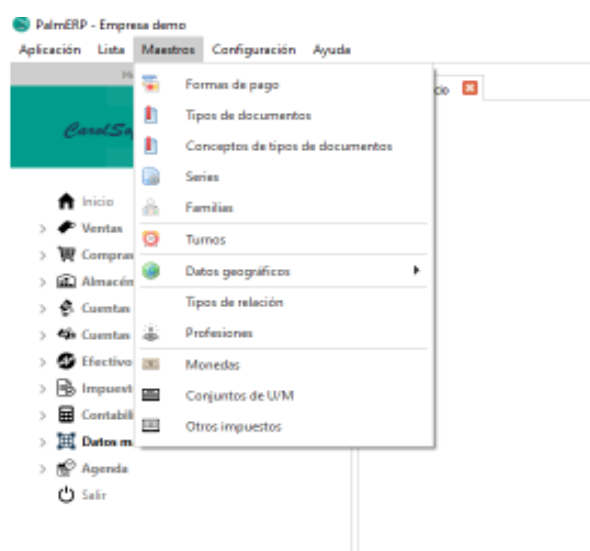 PalmERP - Empresa demo
Aplicación Lista Maestros Configuración Ayuda
Formas de pago
Tipos de documentos
Conceptos de tipos de documentos
Series
Familias
Turnos
Datos geográficos
Tipos de relación
Profesiones
Monedas
Conjuntos de U/M
Otros impuestos
cio
CarolSo
Inicio
Ventas
Compras
Almacén
Cuentas
Cuentas
Efectivo
Impuest
Contabili
Datos m
Agenda
Salir